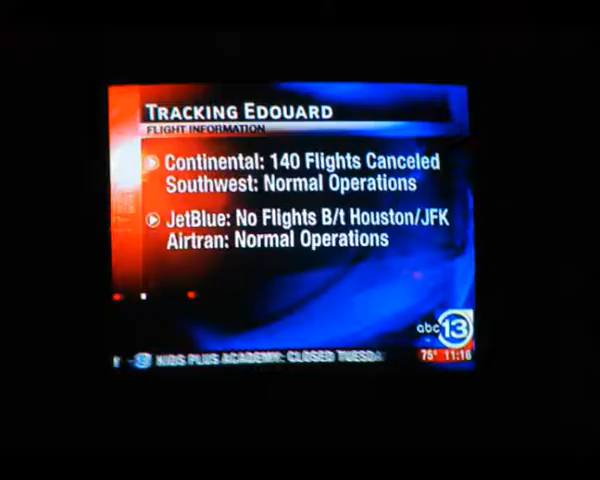 TRACKING EDOUARD
FLIGHT INFORMATION
Continental: 140 Flights Canceled
Southwest: Normal Operations
JetBlue: No Flights B/t Houston/JFK
Airtran: Normal Operations
abc 13
KIDS PLUS ACADEMY: CLOSED TUESDA
75° 11:16